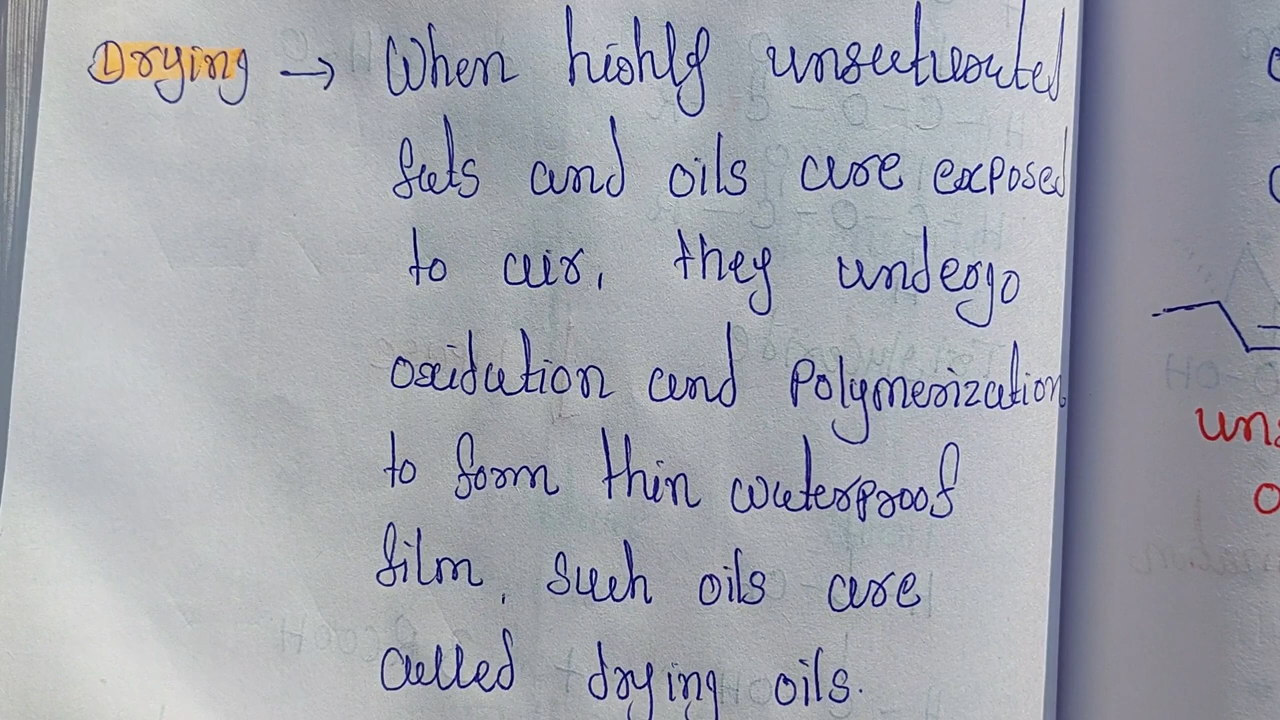 Drying → When highly unsaturated
fats and oils are exposed
to air, they undergo
oxidation and Polymerization
to form thin waterproof
film, such oils are
called drying oils.
uns
o